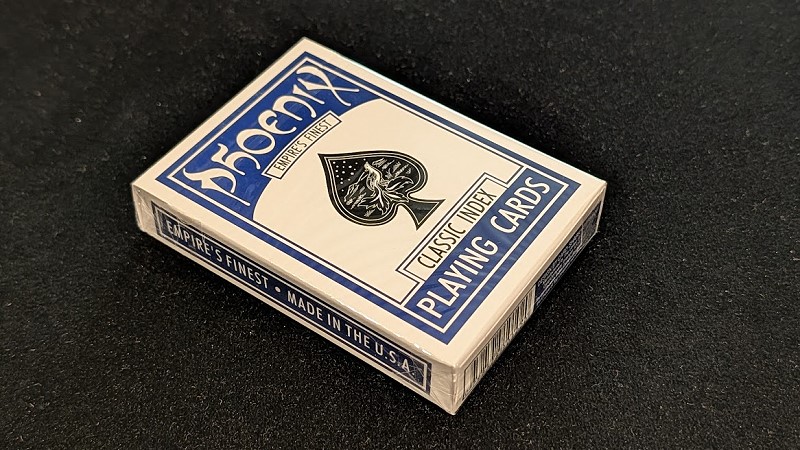 PHOENIX
EMPIRE'S FINEST
CLASSIC INDEX
PLAYING CARDS
EMPIRE'S FINEST • MADE IN THE U.S.A.